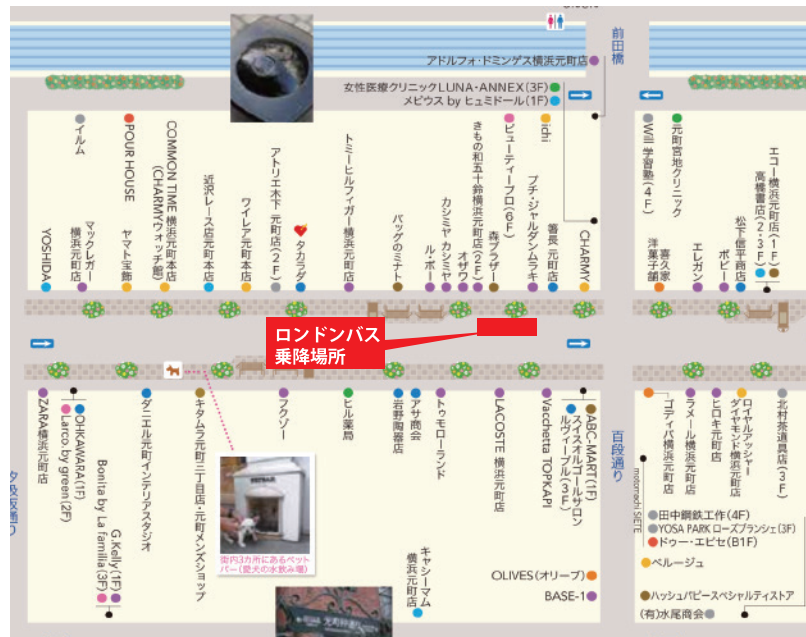 前田橋
アドルフォ・ドミンゲス横浜元町店
女性医療クリニックLUNA・ANNEX(3F)
メビウス by ヒュミドール(1F)
イルム
POUR HOUSE
COMMON TIME 横浜元町本店
(CHARMYウォッチ館)
近沢レース店元町本店
ワイレア元町本店
アトリエ木下 元町店(2F)
タカラダ
トミーヒルフィガー横浜元町店
バッグのミナト
ル・ボー
カシミヤ カシミヤ
オザワ
きもの和五十鈴横浜元町店(2F)
森ブラザー
ビューティープロ(6F)
プチ・ジャルダンムラキ
ichi
箸長 元町店
CHARMY
YOSHIDA
マックレガー
横浜元町店
ヤマト宝飾
Will 学習塾(4F)
元町宮地クリニック
エコー横浜元町店(1F)
高橋書店(2・3F)
松下信平商店
ポピー
エレガン
喜久家
洋菓子舗
ロンドンバス
乗降場所
ZARA横浜元町店
OHKAWARA(1F)
Larco. by green(2F)
Bonita by La familia(3F)
G.Kelly(1F)
ダニエル元町インテリアスタジオ
キタムラ元町三丁目店・元町メンズショップ
フクゾー
ヒル薬局
岩野陶器店
アサ商会
トゥモローランド
LACOSTE 横浜元町店
Vacchetta TOPKAPI
ABC-MART(1F)
スイスオルゴールサロン
ルヴィーブル(3F)
百段通り
ゴディバ横浜元町店
ラメール横浜元町店
ヒロキ元町店
ロイヤルアッシャー
ダイヤモンド横浜元町店
北村茶道具店(3F)
motomachi SIETE
田中鋼鉄工作(4F)
YOSA PARK ローズブランシェ(3F)
ドゥー・エピセ(B1F)
ペルージュ
ハッシュパピースペシャルティストア
(有)水尾商会
街内3カ所にあるペット
バー(愛犬の水飲み場)
キャシーマム
横浜元町店
OLIVES(オリーブ)
BASE-1